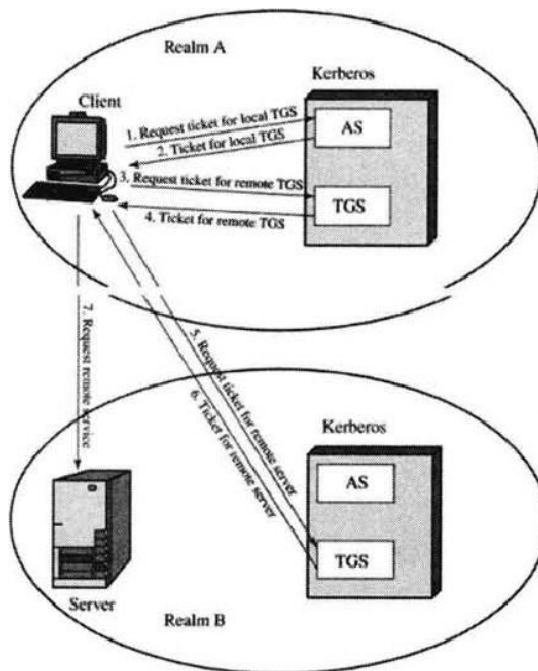 Realm A
Kerberos
Client
1. Request ticket for local TGS
AS
2. Ticket for local TGS
3. Request ticket for remote TGS
TGS
4. Ticket for remote TGS
7. Request remote service
5. Request ticket for remote server
6. Ticket for remote server
Kerberos
AS
TGS
Server
Realm B